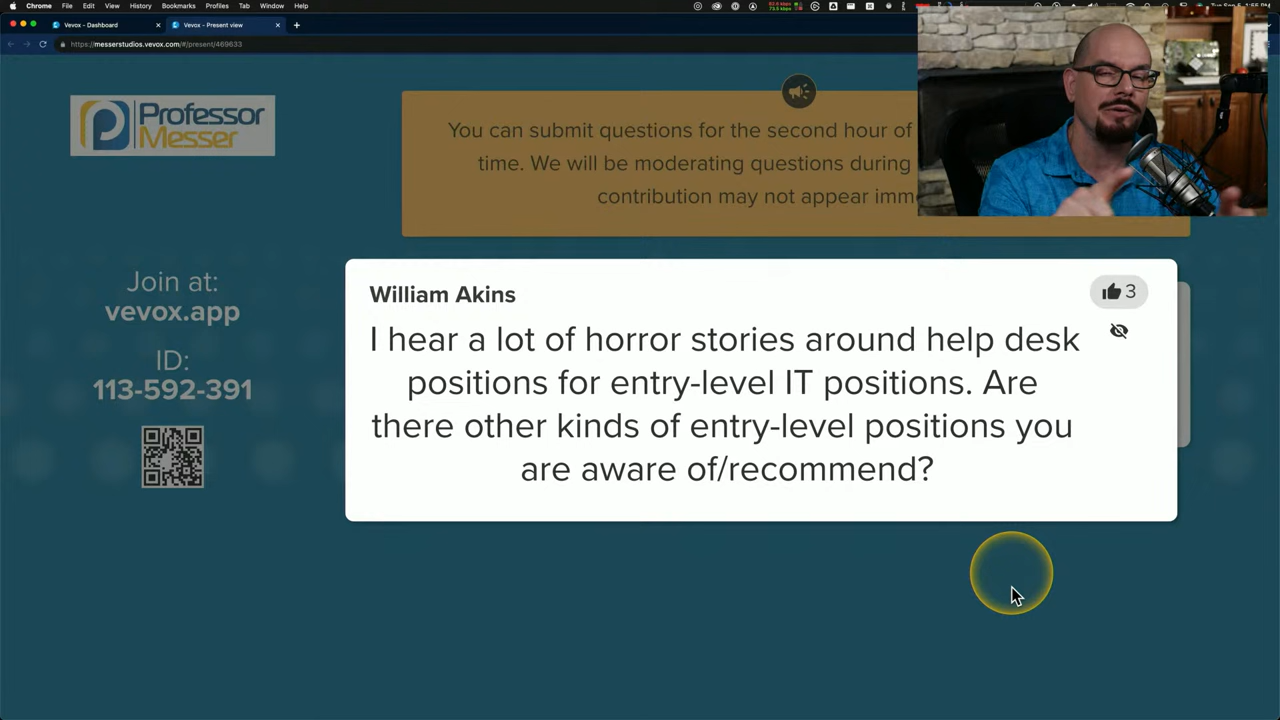 Chrome File Edit View History Bookmarks Profiles Tab Window Help
Vevox - Dashboard
Vevox - Present view
https://messerstudios.vevox.com/#/present/469633
Professor
Messer
You can submit questions for the second hour of
time. We will be moderating questions during
contribution may not appear imm
Join at:
vevox.app
ID:
113-592-391
William Akins
3
I hear a lot of horror stories around help desk
positions for entry-level IT positions. Are
there other kinds of entry-level positions you
are aware of/recommend?